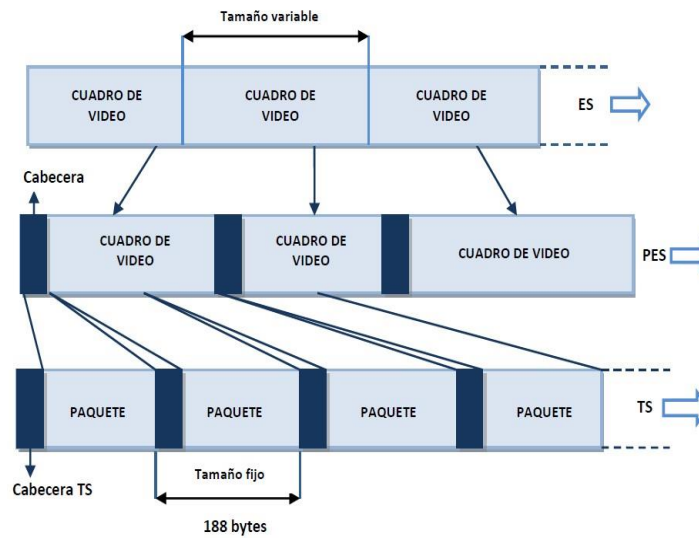 Tamaño variable
CUADRO DE
VIDEO
CUADRO DE
VIDEO
CUADRO DE
VIDEO
ES
Cabecera
CUADRO DE
VIDEO
CUADRO DE
VIDEO
CUADRO DE VIDEO
PES
PAQUETE
PAQUETE
PAQUETE
PAQUETE
TS
Cabecera TS
Tamaño fijo
188 bytes